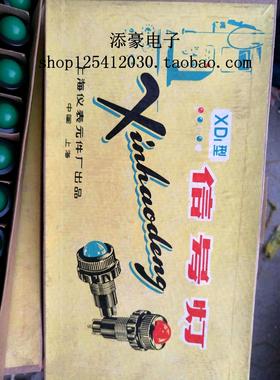 添豪电子
shop125412030.taobao.com
XD1型
信号灯
Xinhaodeng
上海仪表元件厂出品
中国 上海